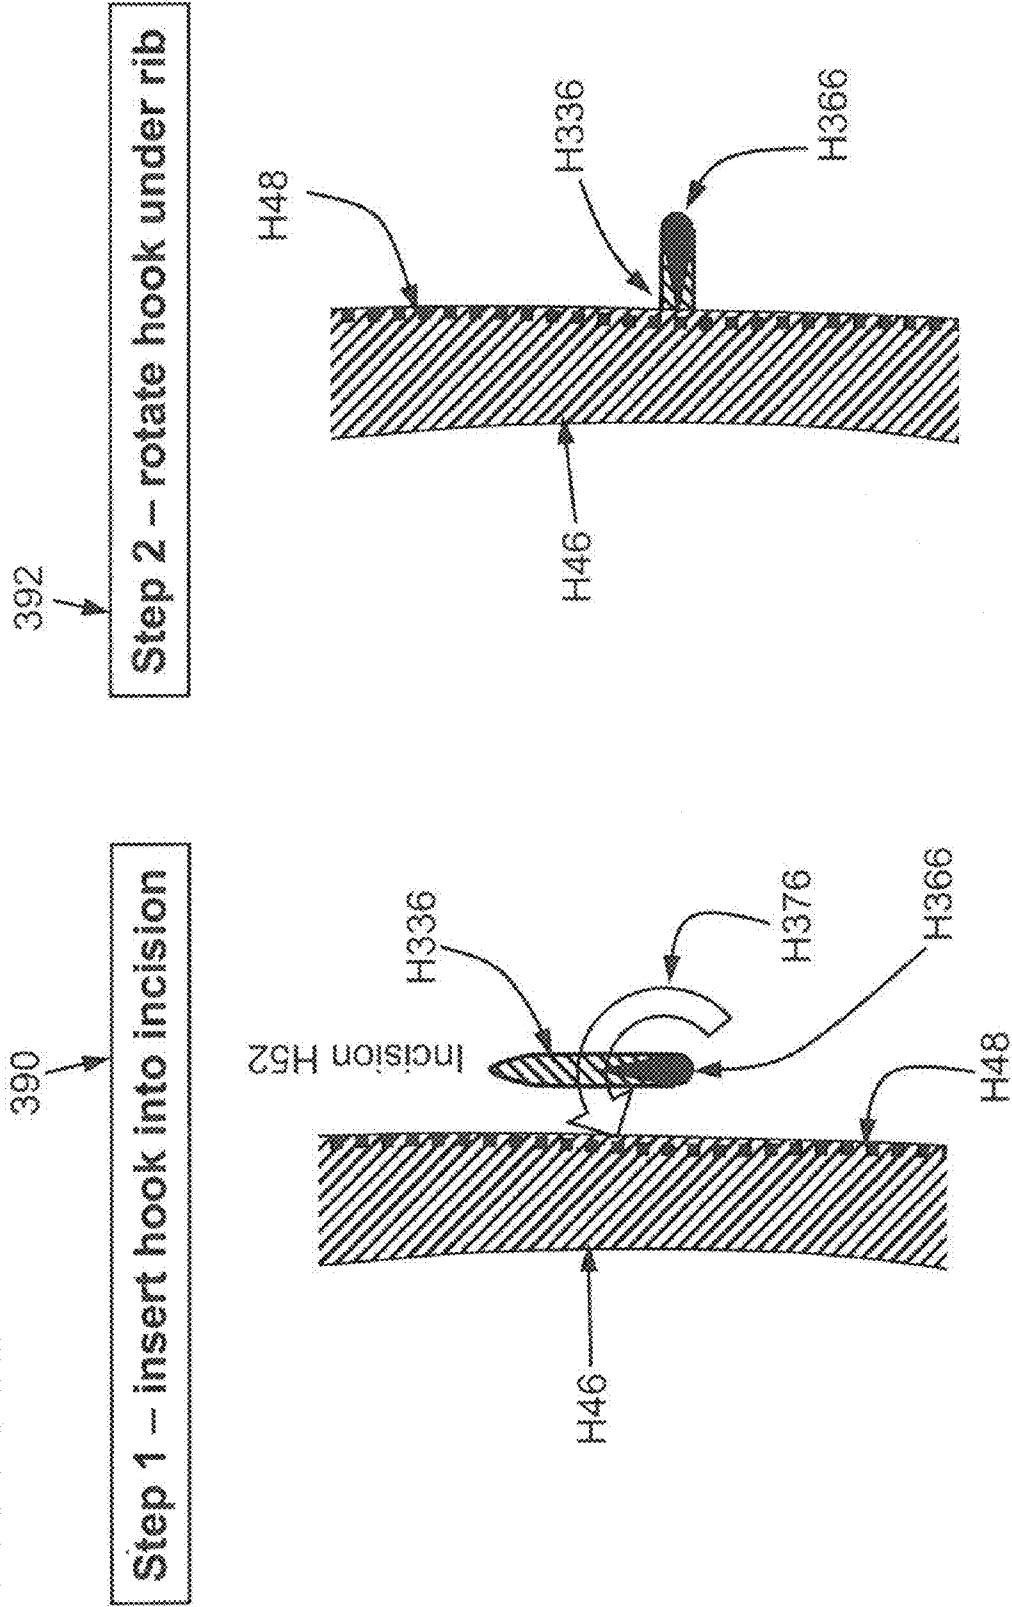 390
Step 1 – insert hook into incision
Incision H52
H336
H376
H366
H48
H46
392
Step 2 – rotate hook under rib
H48
H336
H366
H46